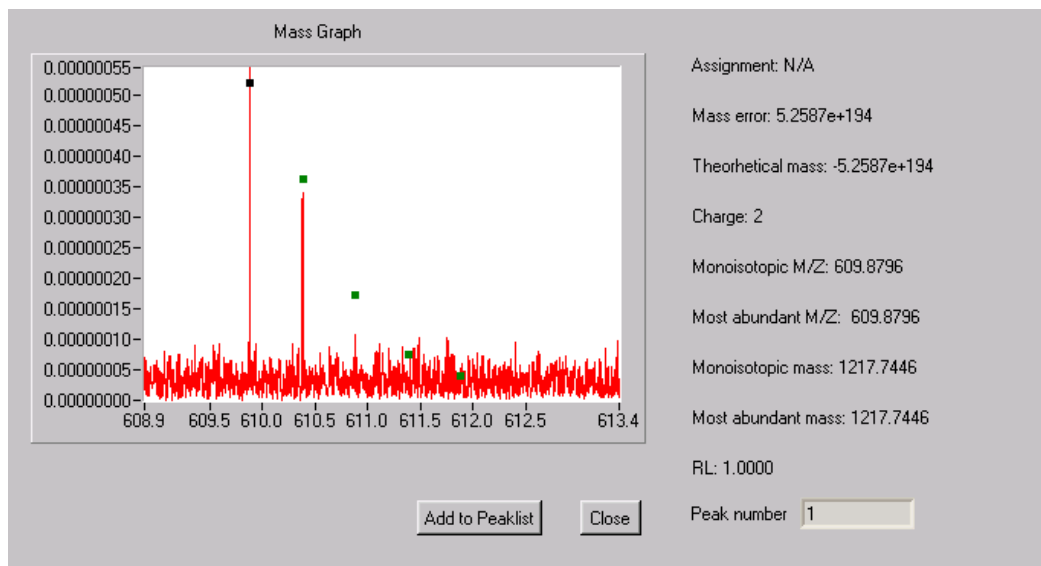 Mass Graph
0.00000055
0.00000050
0.00000045
0.00000040
0.00000035
0.00000030
0.00000025
0.00000020
0.00000015
0.00000010
0.00000005
0.00000000
608.9 609.5 610.0 610.5 611.0 611.5 612.0 612.5 613.4
Assignment: N/A
Mass error: 5.2587e+194
Theorhetical mass: -5.2587e+194
Charge: 2
Monoisotopic M/Z: 609.8796
Most abundant M/Z: 609.8796
Monoisotopic mass: 1217.7446
Most abundant mass: 1217.7446
RL: 1.0000
Add to Peaklist Close Peak number 1